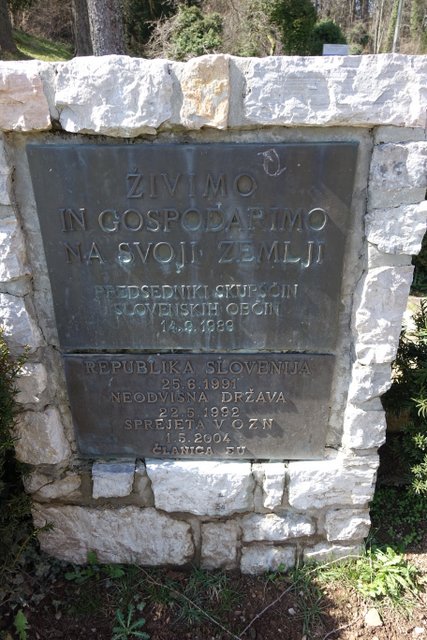 ŽIVIMO
IN GOSPODARIMO
NA SVOJI ZEMLJI
PREDSEDNIKI SKUPŠČIN
SLOVENSKIH OBČIN
14.9.1989
REPUBLIKA SLOVENIJA
25.6.1991
NEODVISNA DRŽAVA
22.5.1992
SPREJETA V OZN
1.5.2004
ČLANICA EU